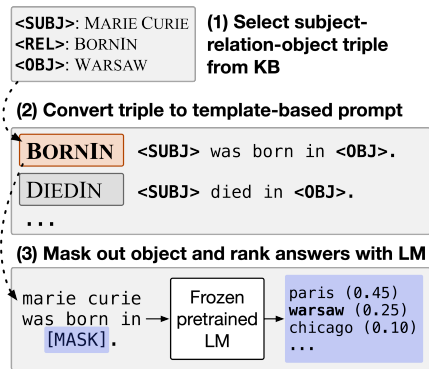 <SUBJ>: MARIE CURIE
<REL>: BORNIN
<OBJ>: WARSAW
(1) Select subject-
relation-object triple
from KB
(2) Convert triple to template-based prompt
BORNIN <SUBJ> was born in <OBJ>.
DIEDIN <SUBJ> died in <OBJ>.
...
(3) Mask out object and rank answers with LM
marie curie
was born in
[MASK].
Frozen
pretrained
LM
paris (0.45)
warsaw (0.25)
chicago (0.10)
...